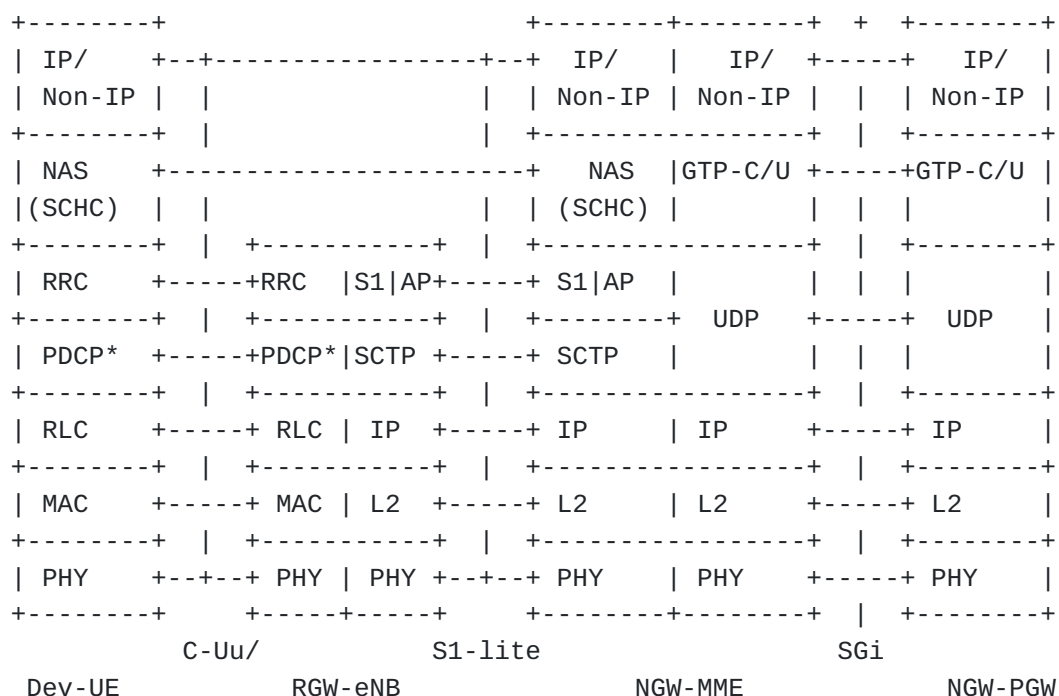 +--------+                              +--------+--------+  +  +--------+
|  IP/   +--+------------------+--+  IP/   |   IP/  +-----+   IP/  |
| Non-IP |  |                  |  | Non-IP | Non-IP |  |  | Non-IP |
+--------+  |                  |  +-----------------+  |  +--------+
|  NAS   +------------------------+   NAS  |GTP-C/U +-----+GTP-C/U |
|(SCHC)  |  |                  |  | (SCHC) |        |  |  |        |
+--------+  |  +-----------+  |  +-----------------+  |  +--------+
|  RRC   +-----+RRC  |S1|AP+-----+ S1|AP  |        |  |  |        |
+--------+  |  +-----------+  |  +--------+  UDP   +-----+  UDP   |
|  PDCP* +-----+PDCP*|SCTP +-----+ SCTP   |        |  |  |        |
+--------+  |  +-----------+  |  +-----------------+  |  +--------+
|  RLC   +-----+ RLC | IP  +-----+ IP     | IP     +-----+ IP     |
+--------+  |  +-----------+  |  +-----------------+  |  +--------+
|  MAC   +-----+ MAC | L2  +-----+ L2     | L2     +-----+ L2     |
+--------+  |  +-----------+  |  +-----------------+  |  +--------+
|  PHY   +--+--+ PHY | PHY +--+--+ PHY    | PHY    +-----+ PHY    |
+--------+     +-----+-----+     +--------+--------+  |  +--------+
C-Uu/ S1-lite SGi
Dev-UE RGW-eNB NGW-MME NGW-PGW